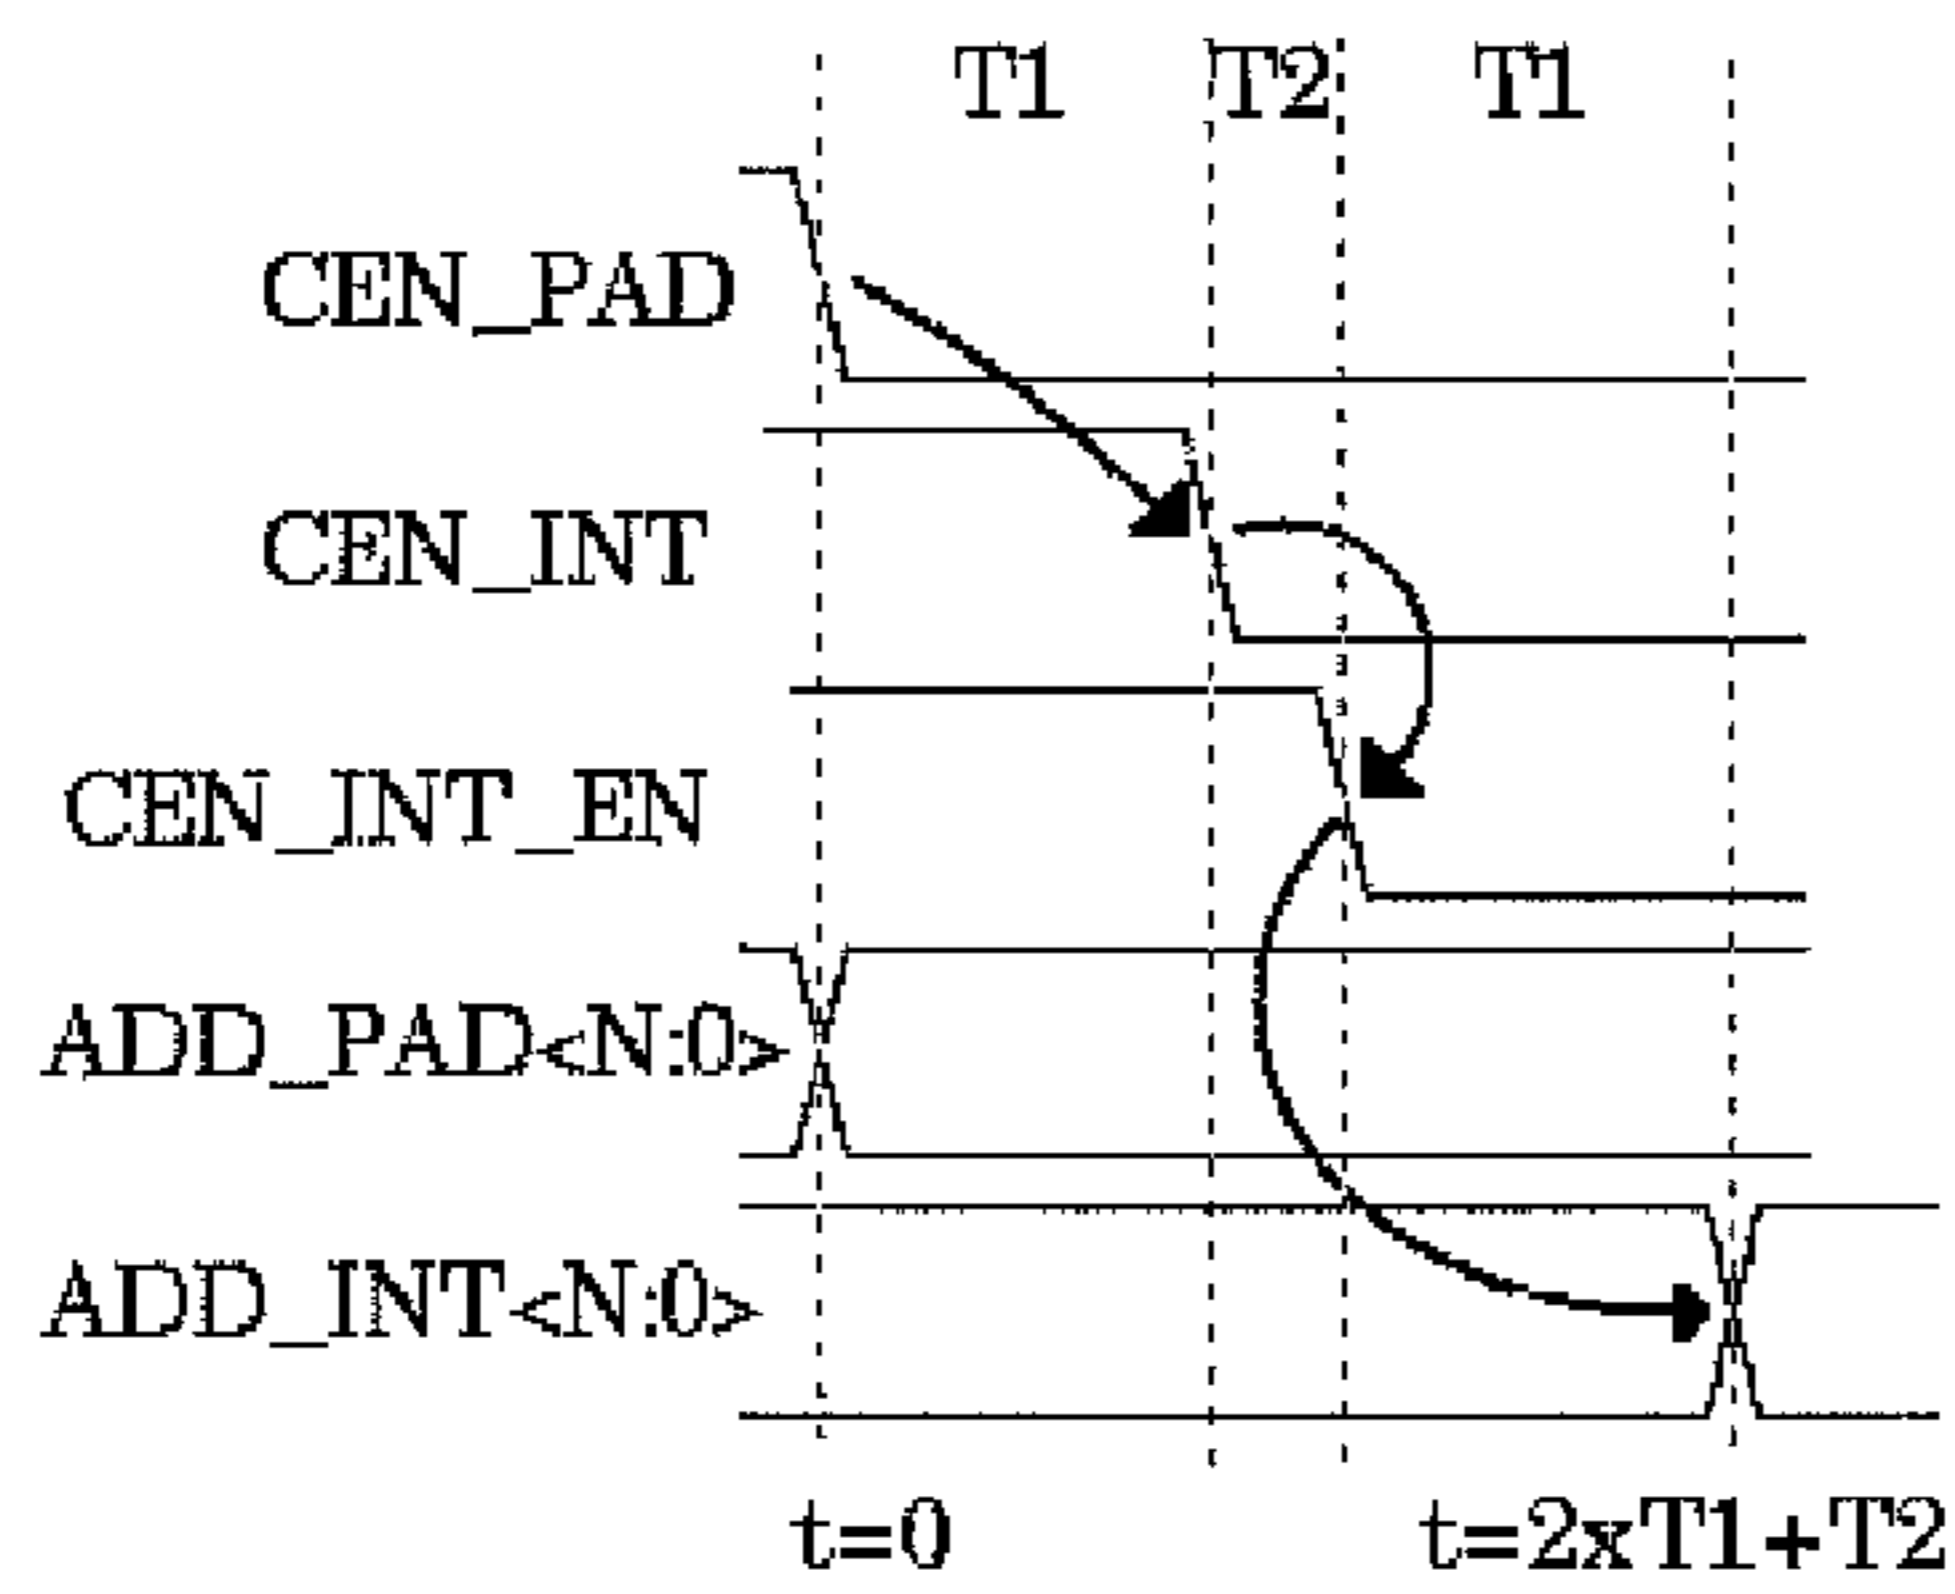 T1 T2 T1
CEN_PAD
CEN_INT
CEN_INT_EN
ADD_PAD<N:0>
ADD_INT<N:0>
t=0 t=2xT1+T2